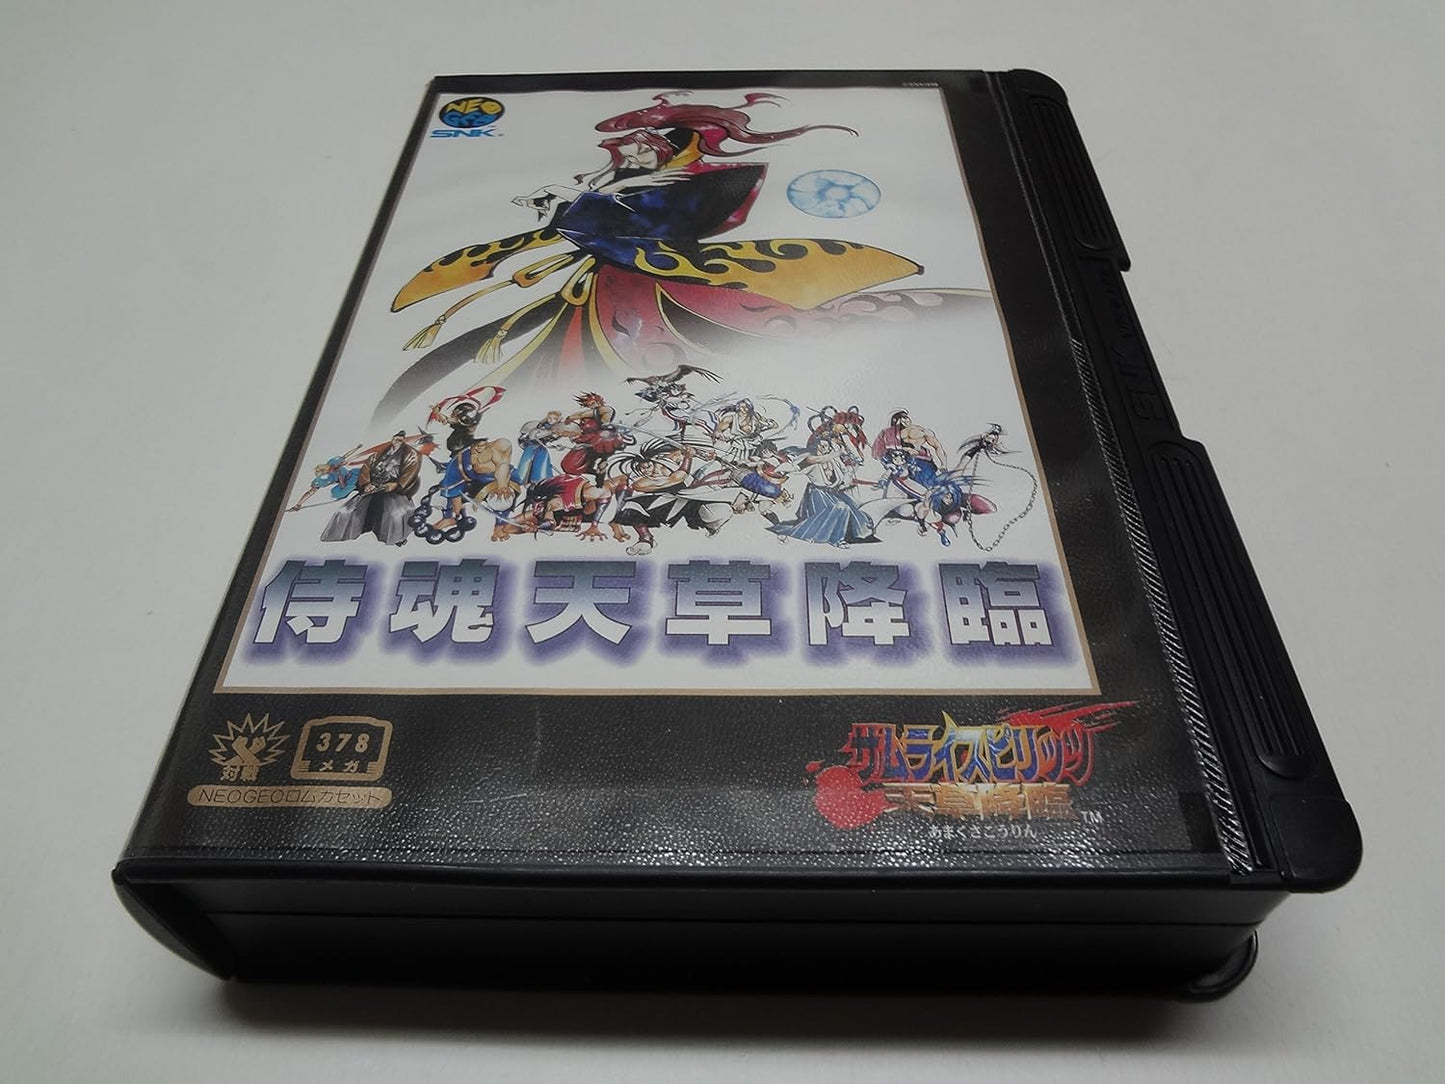 NEO
GEO
SNK®
侍魂天草降臨
対戦
378
メガ
NEOGEOロムカセット
サムライスピリッツ
天草降臨
TM
あまくさこうりん